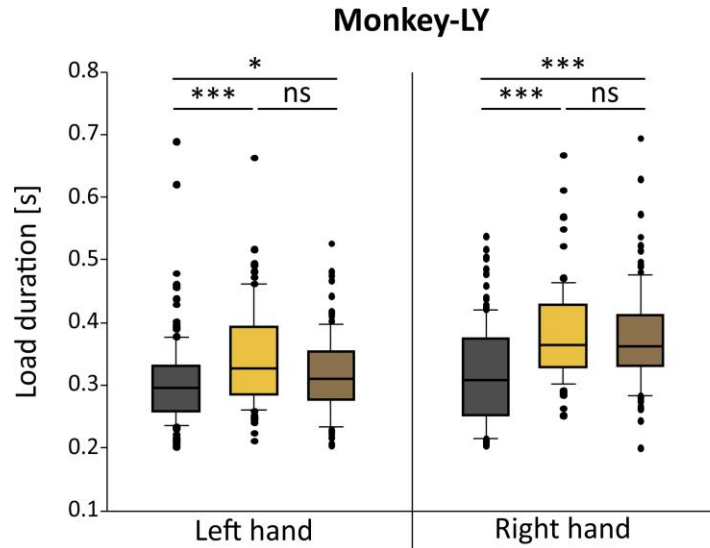 Monkey-LY
* ***
*** ns *** ns
0.8
0.7
0.6
0.5
0.4
0.3
0.2
0.1
Load duration [s]
Left hand Right hand